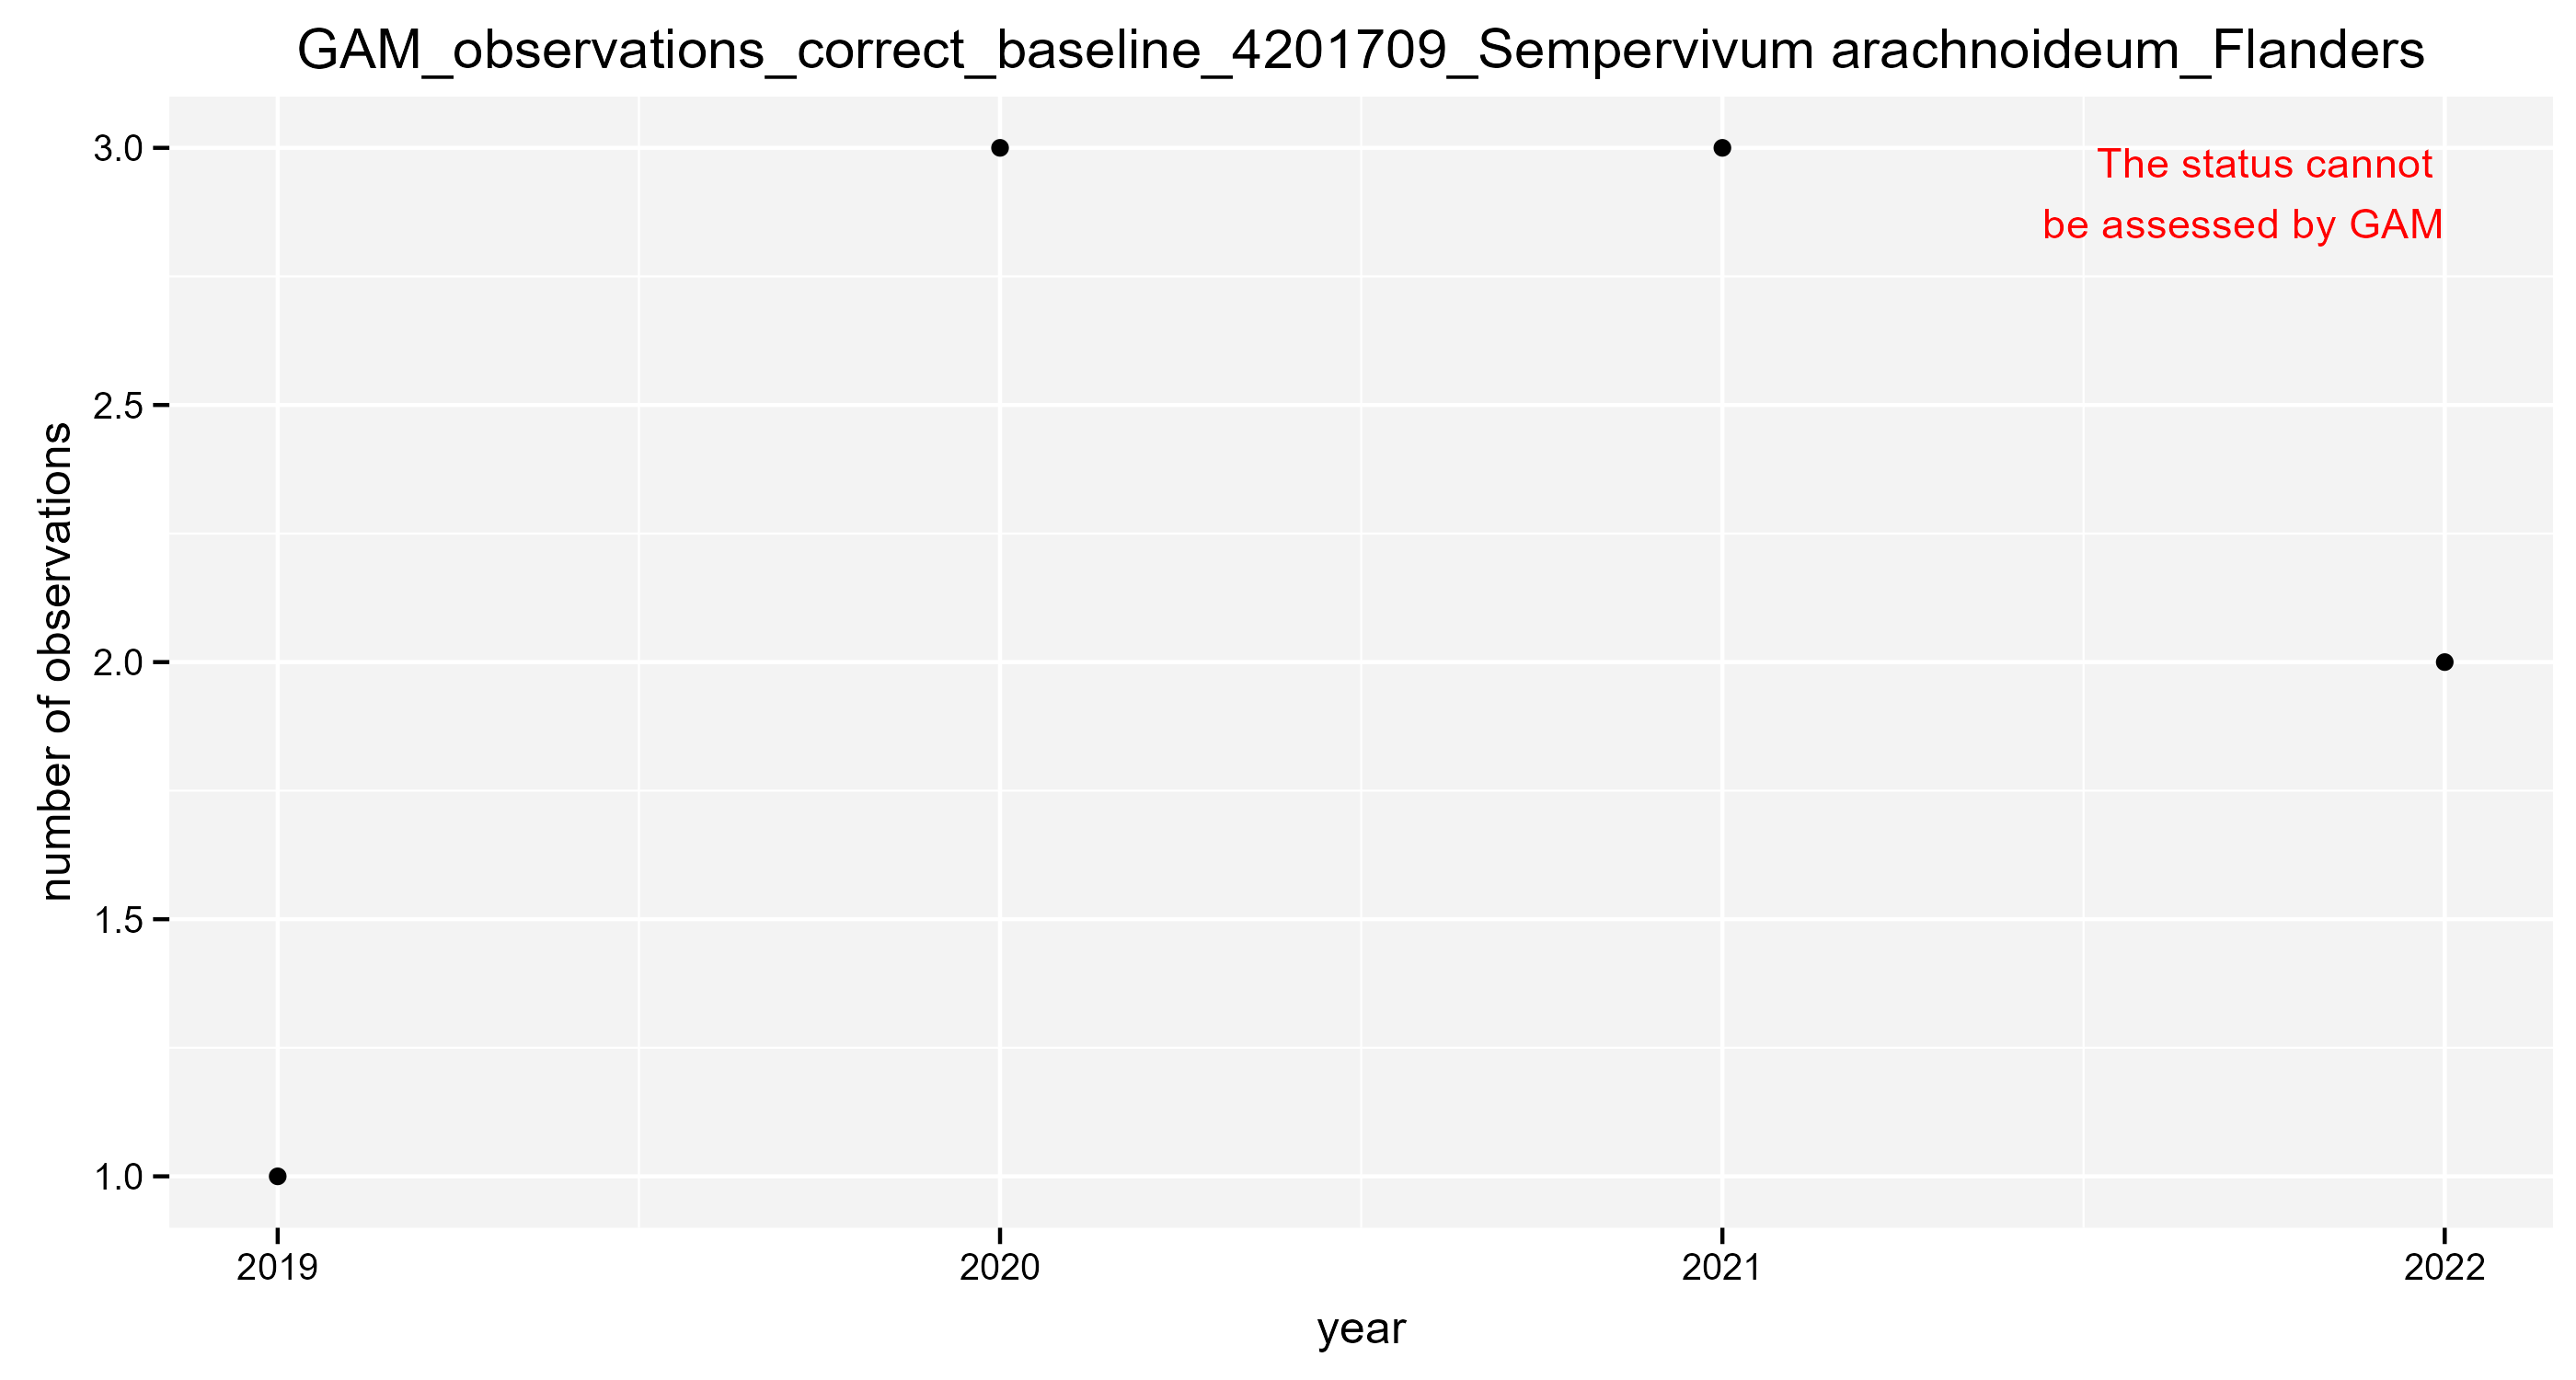 GAM_observations_correct_baseline_4201709_Sempervivum arachnoideum_Flanders
The status cannot
be assessed by GAM
3.0
2.5
2.0
1.5
1.0
number of observations
2019
2020
2021
2022
year